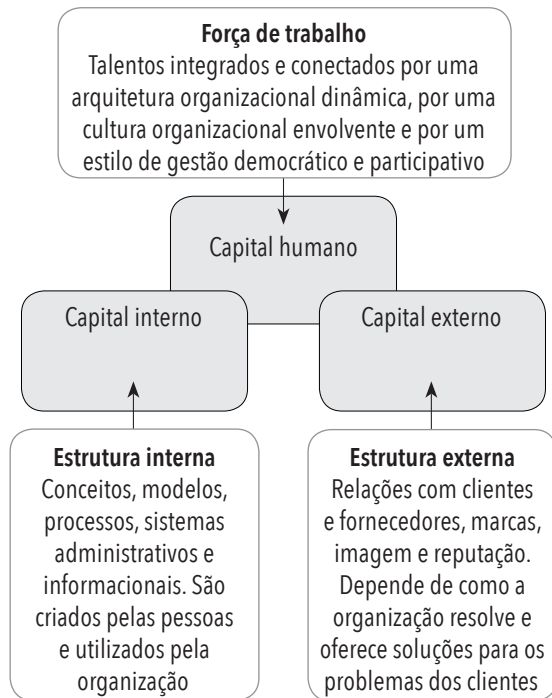 Força de trabalho
Talentos integrados e conectados por uma
arquitetura organizacional dinâmica, por uma
cultura organizacional envolvente e por um
estilo de gestão democrático e participativo
Capital humano
Capital interno
Capital externo
Estrutura interna
Conceitos, modelos,
processos, sistemas
administrativos e
informacionais. São
criados pelas pessoas
e utilizados pela
organização
Estrutura externa
Relações com clientes
e fornecedores, marcas,
imagem e reputação.
Depende de como a
organização resolve e
oferece soluções para os
problemas dos clientes